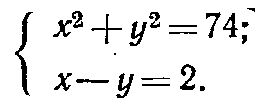 x² + y² = 74;
x — y = 2.